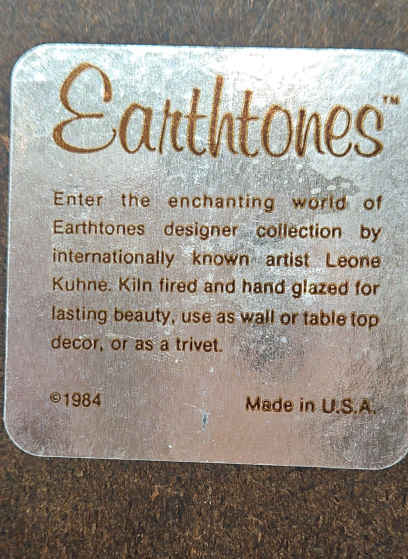 Earthtones™
Enter the enchanting world of
Earthtones designer collection by
internationally known artist Leone
Kuhne. Kiln fired and hand glazed for
lasting beauty, use as wall or table top
decor, or as a trivet.
©1984 Made in U.S.A.